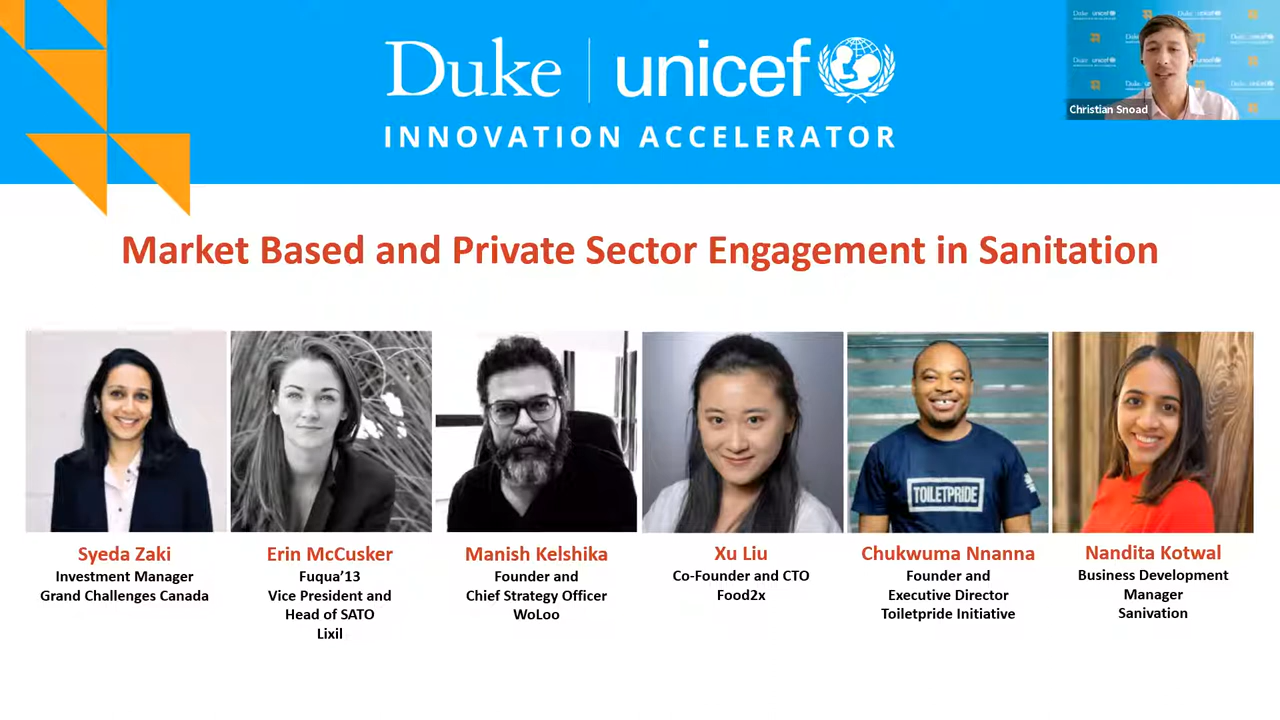 Duke unicef
INNOVATION ACCELERATOR
Christian Snoad
Market Based and Private Sector Engagement in Sanitation
TOILETPRIDE
Syeda Zaki
Investment Manager
Grand Challenges Canada
Erin McCusker
Fuqua'13
Vice President and
Head of SATO
Lixil
Manish Kelshika
Founder and
Chief Strategy Officer
WoLoo
Xu Liu
Co-Founder and CTO
Food2x
Chukwuma Nnanna
Founder and
Executive Director
Toiletpride Initiative
Nandita Kotwal
Business Development
Manager
Sanivation